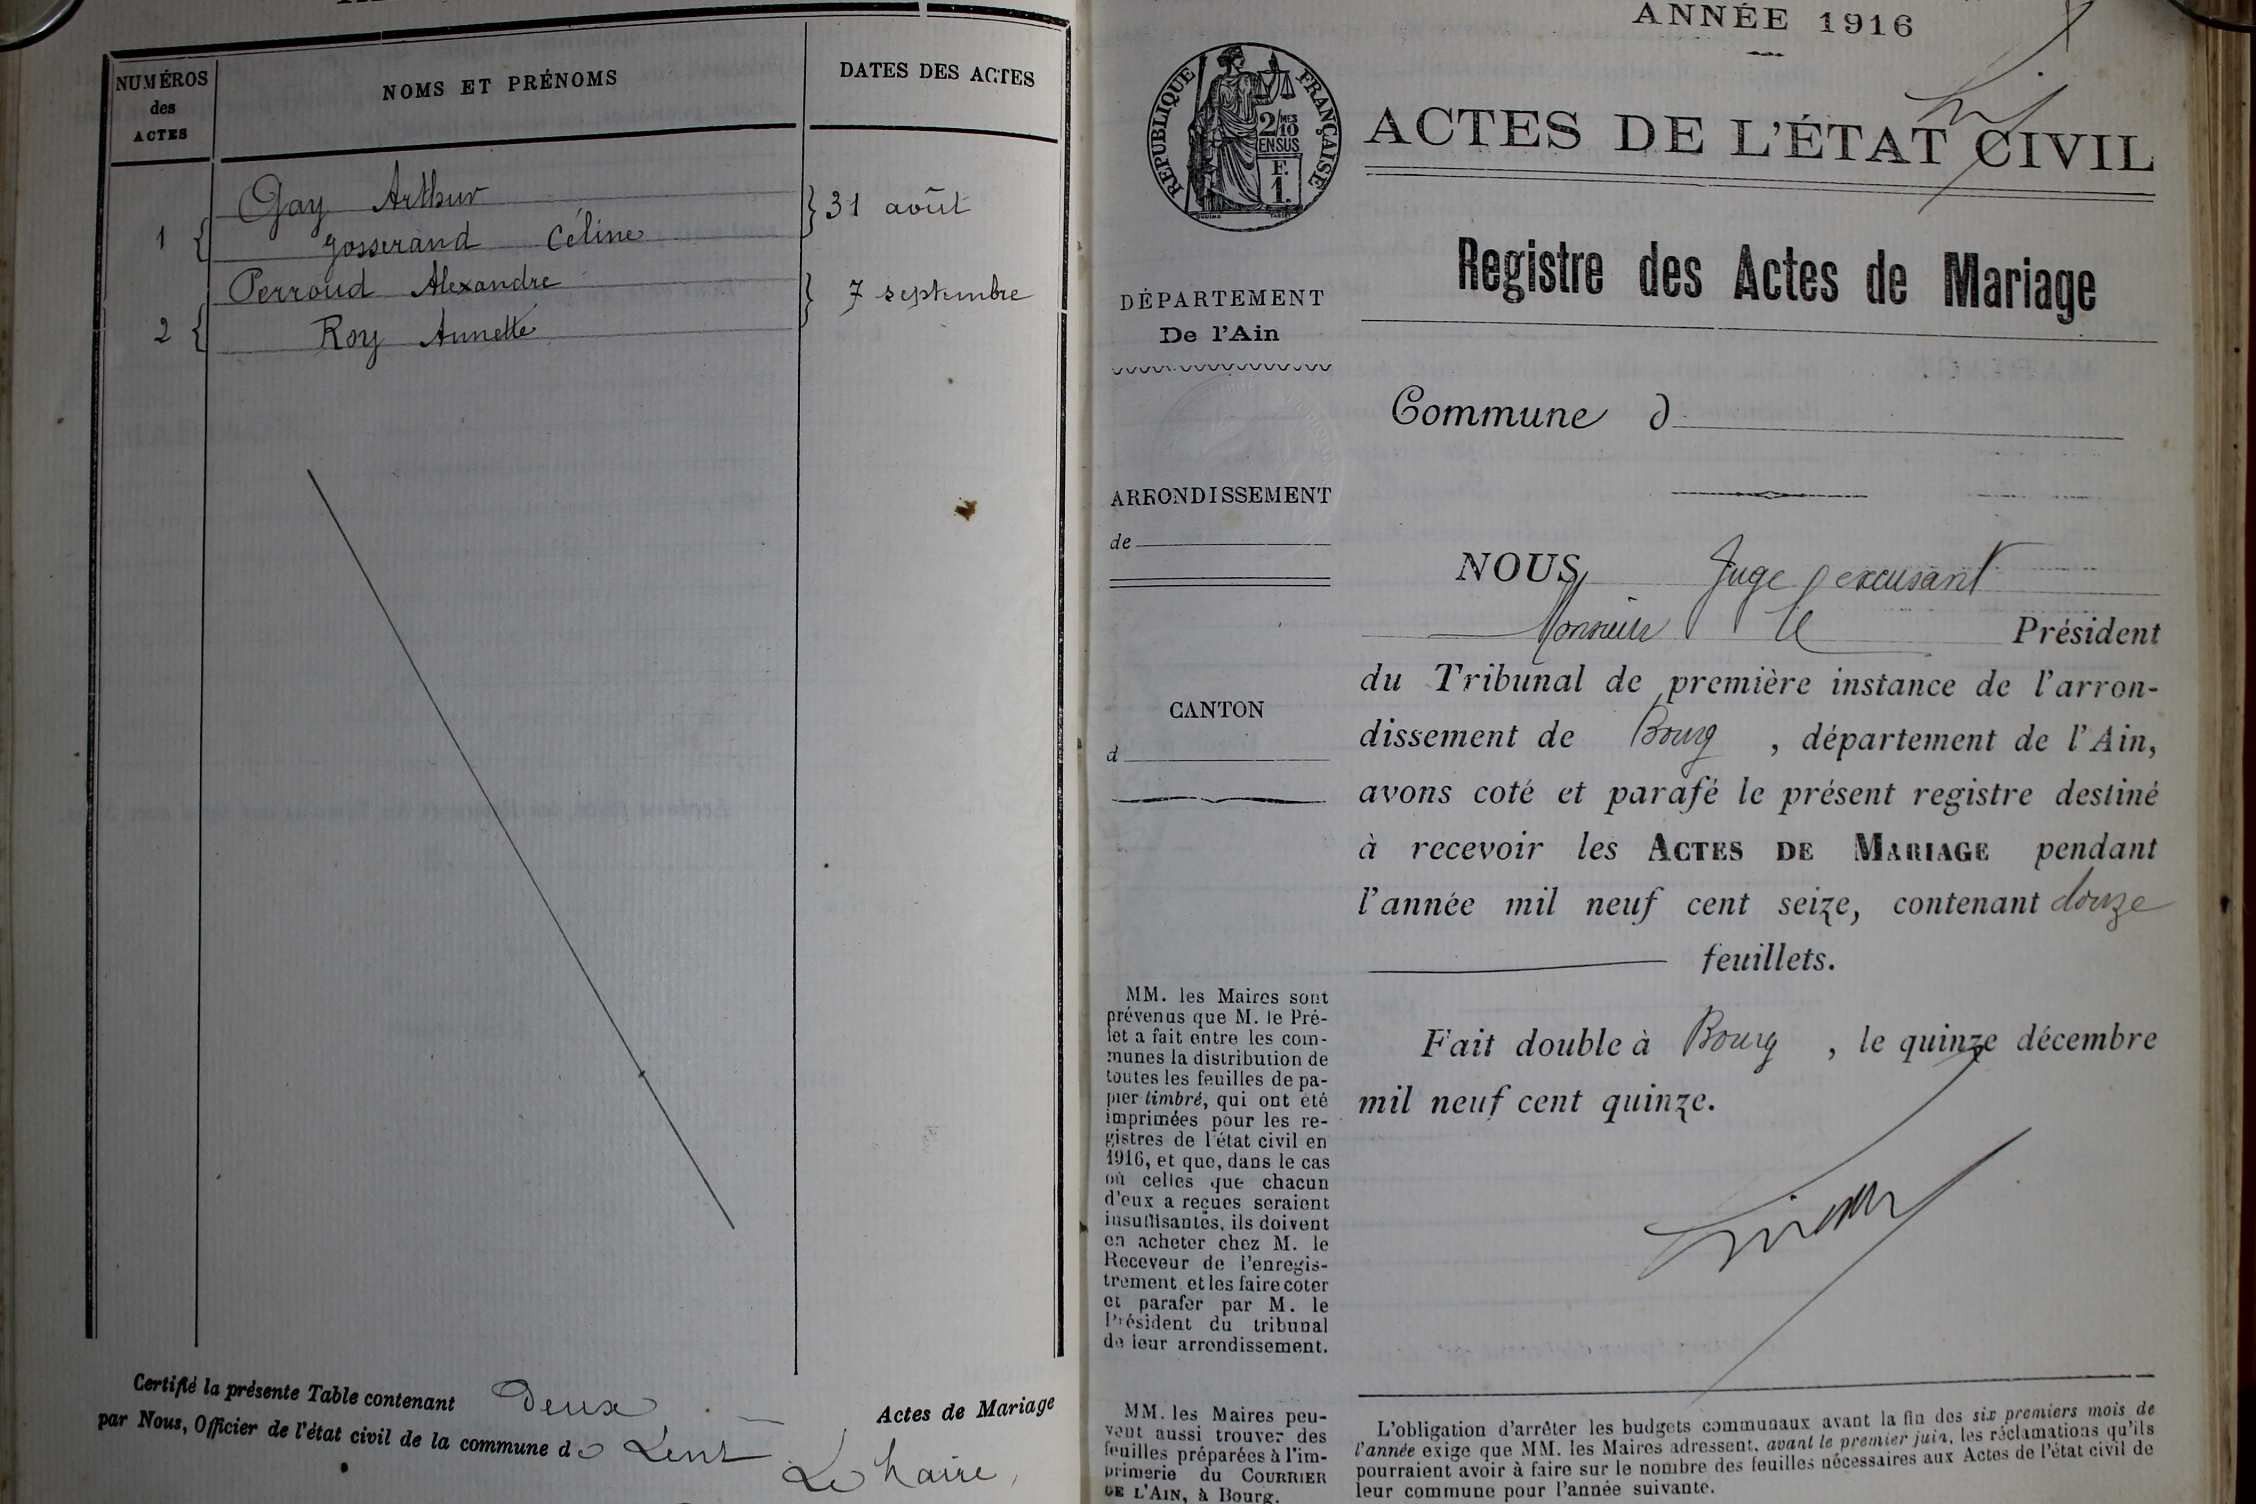 NUMÉROS
des
ACTES
NOMS ET PRÉNOMS
DATES DES ACTES
Gay Arthur
1 { Gosserand Céline } 31 août
Perroud Alexandre
2 { Roy Annette } 7 septembre
Certifié la présente Table contenant Deux Actes de Mariage
par Nous, Officier de l'état civil de la commune de Lent
Le Maire,
ANNÉE 1916
RÉPUBLIQUE FRANÇAISE
2/10
MES
EN SUS
F.
1.
ACTES DE L'ÉTAT CIVIL
Registre des Actes de Mariage
DÉPARTEMENT
De l'Ain
Commune d
ARRONDISSEMENT
de
CANTON
d
NOUS, Juge excusant
Monsieur le Président
du Tribunal de première instance de l'arron-
dissement de Bourg, département de l'Ain,
avons coté et parafé le présent registre destiné
à recevoir les ACTES DE MARIAGE pendant
l'année mil neuf cent seize, contenant douze
feuillets.
Fait double à Bourg, le quinze décembre
mil neuf cent quinze.
MM. les Maires sont
prévenus que M. le Pré-
fet a fait entre les com-
munes la distribution de
toutes les feuilles de pa-
pier timbré, qui ont été
imprimées pour les re-
gistres de l'état civil en
1916, et que, dans le cas
où celles que chacun
d'eux a reçues seraient
insuffisantes, ils doivent
en acheter chez M. le
Receveur de l'enregis-
trement et les faire coter
et parafer par M. le
Président du tribunal
de leur arrondissement.
MM. les Maires peu-
vent aussi trouver des
feuilles préparées à l'im-
primerie du COURRIER
DE L'AIN, à Bourg.
L'obligation d'arrêter les budgets communaux avant la fin des six premiers mois de
l'année exige que MM. les Maires adressent, avant le premier juin, les réclamations qu'ils
pourraient avoir à faire sur le nombre des feuilles nécessaires aux Actes de l'état civil de
leur commune pour l'année suivante.